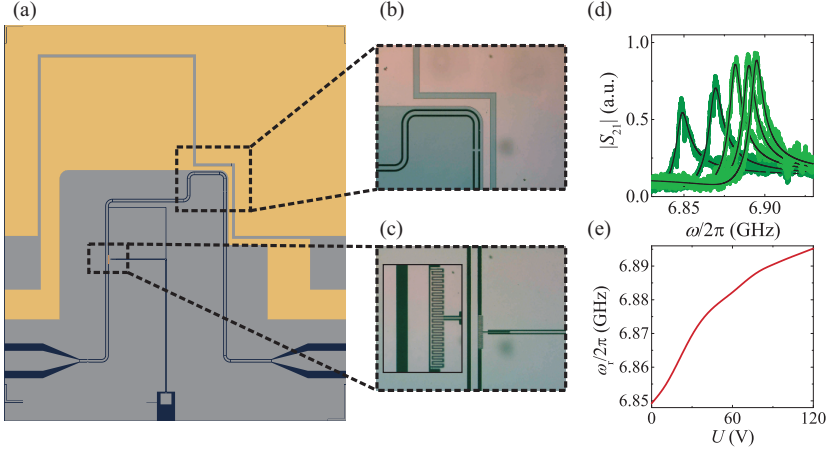 (a)
(b)
(c)
(d)
1.0
0.5
0.0
|S21| (a.u.)
6.85
6.90
ω/2π (GHz)
(e)
6.89
6.88
6.87
6.86
6.85
ωr/2π (GHz)
0
60
120
U (V)